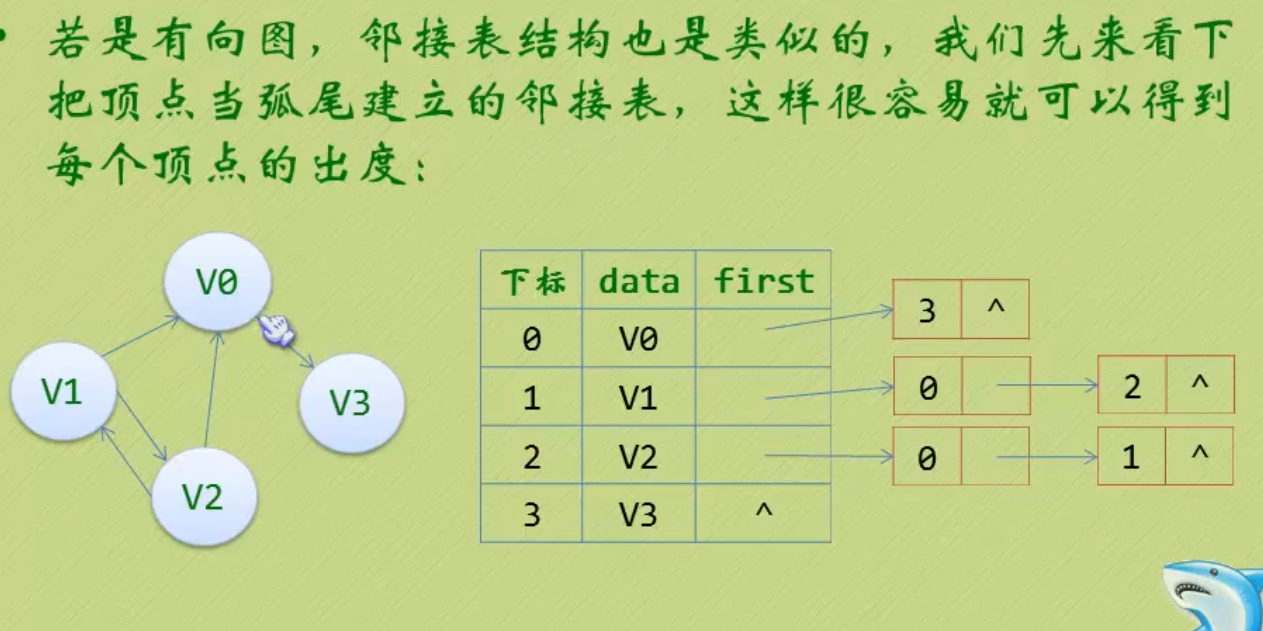 • 若是有向图，邻接表结构也是类似的，我们先来看下
把顶点当弧尾建立的邻接表，这样很容易就可以得到
每个顶点的出度：
V0
V1
V3
V2
下标 data first
0 V0
1 V1
2 V2
3 V3 ^
3 ^
0
2 ^
0
1 ^